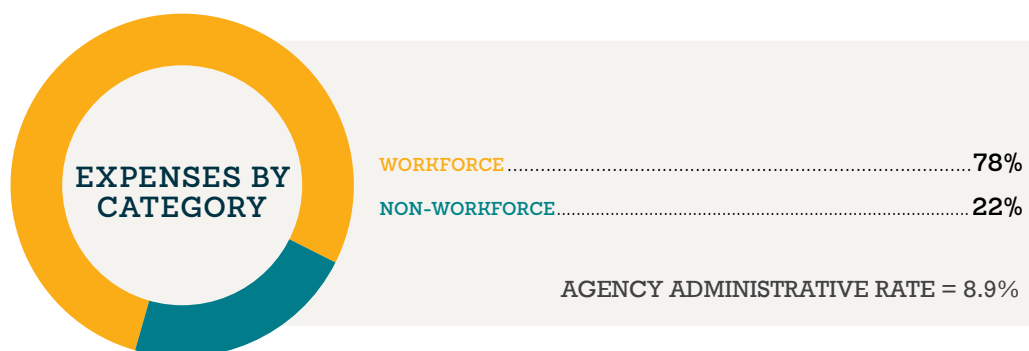 EXPENSES BY
CATEGORY
WORKFORCE........................................78%
NON-WORKFORCE........................................22%
AGENCY ADMINISTRATIVE RATE = 8.9%